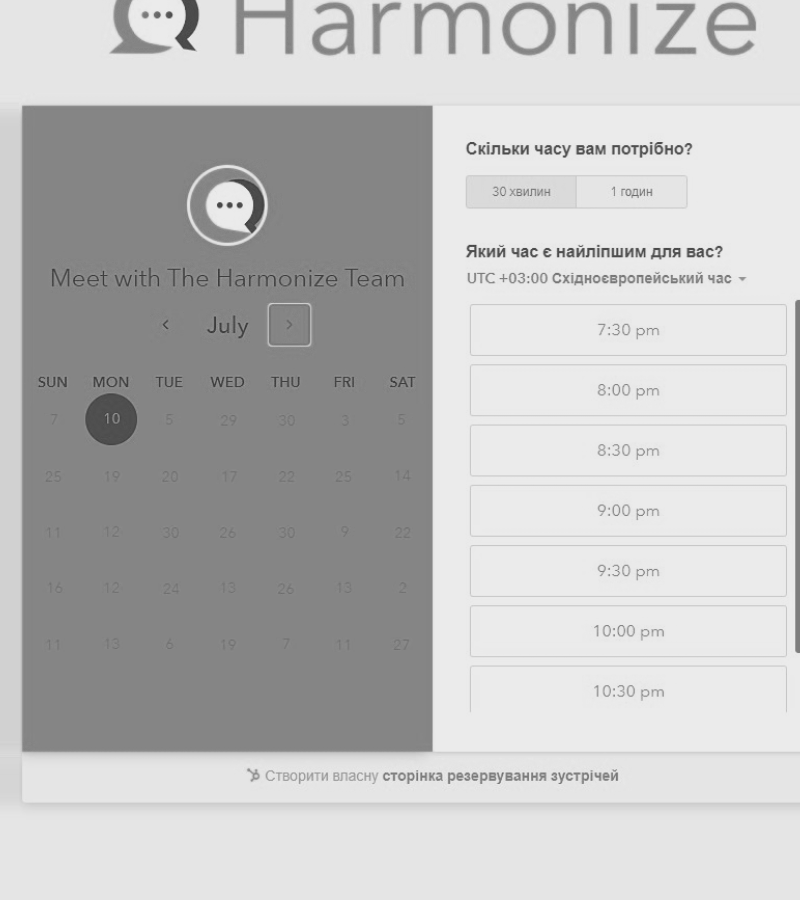 Harmonize
Meet with The Harmonize Team
July
SUN MON TUE WED THU FRI SAT
7 10 5 29 30 3 5
25 19 20 17 22 25 14
11 12 30 26 30 9 22
16 12 24 13 26 13 2
11 13 6 19 7 11 27
Скільки часу вам потрібно?
30 хвилин 1 годин
Який час є найліпшим для вас?
UTC +03:00 Східноєвропейський час
7:30 pm
8:00 pm
8:30 pm
9:00 pm
9:30 pm
10:00 pm
10:30 pm
Створити власну сторінка резервування зустрічей